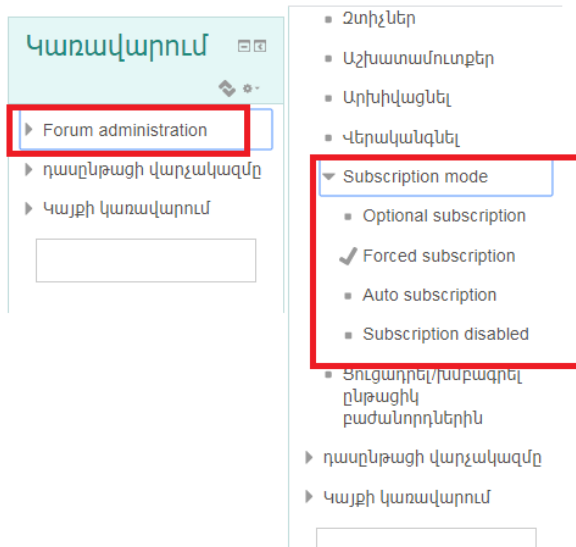 Կառավարում
Forum administration
դասընթացի վարչակազմը
Կայքի կառավարում
Զտիչներ
Աշխատամուտքեր
Արխիվացնել
Վերականգնել
Subscription mode
Optional subscription
Forced subscription
Auto subscription
Subscription disabled
Ցուցադրել/խմբագրել
ընթացիկ
բաժանորդներին
դասընթացի վարչակազմը
Կայքի կառավարում